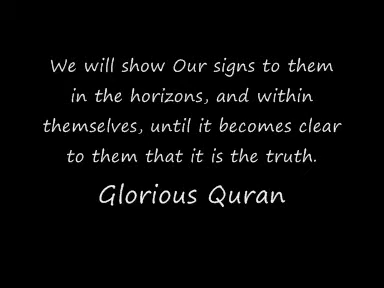 We will show Our signs to them
in the horizons, and within
themselves, until it becomes clear
to them that it is the truth.
Glorious Quran